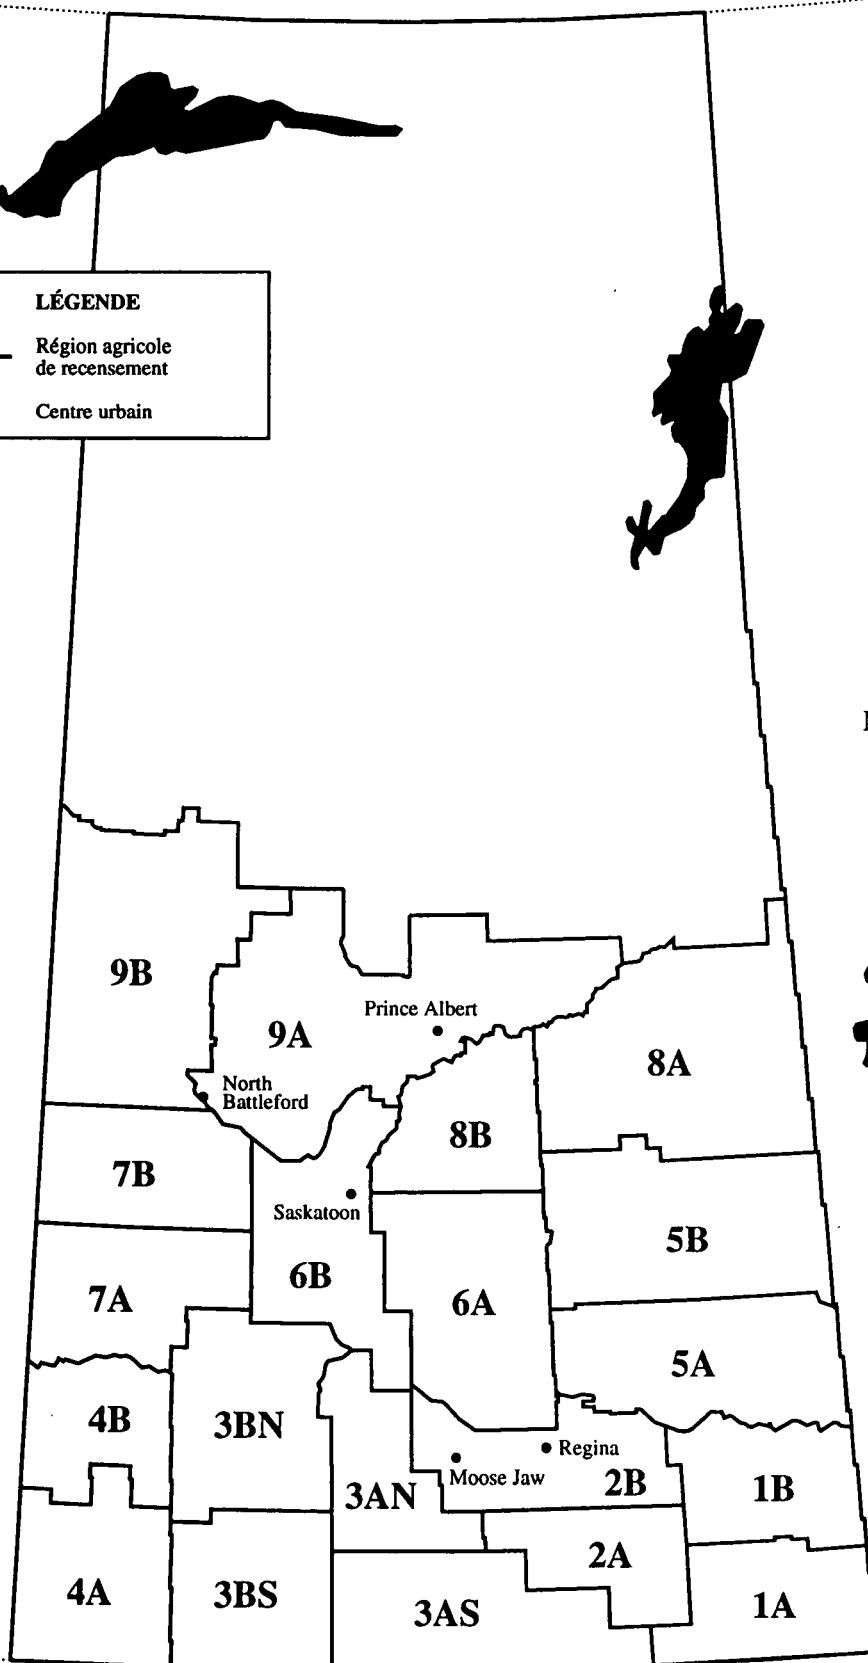 LÉGENDE
Région agricole
de recensement
Centre urbain
9B
Prince Albert
9A
8A
North
Battleford
8B
7B
Saskatoon
5B
6B
7A
6A
5A
4B
3BN
Regina
Moose Jaw
2B
1B
3AN
2A
4A
3BS
3AS
1A